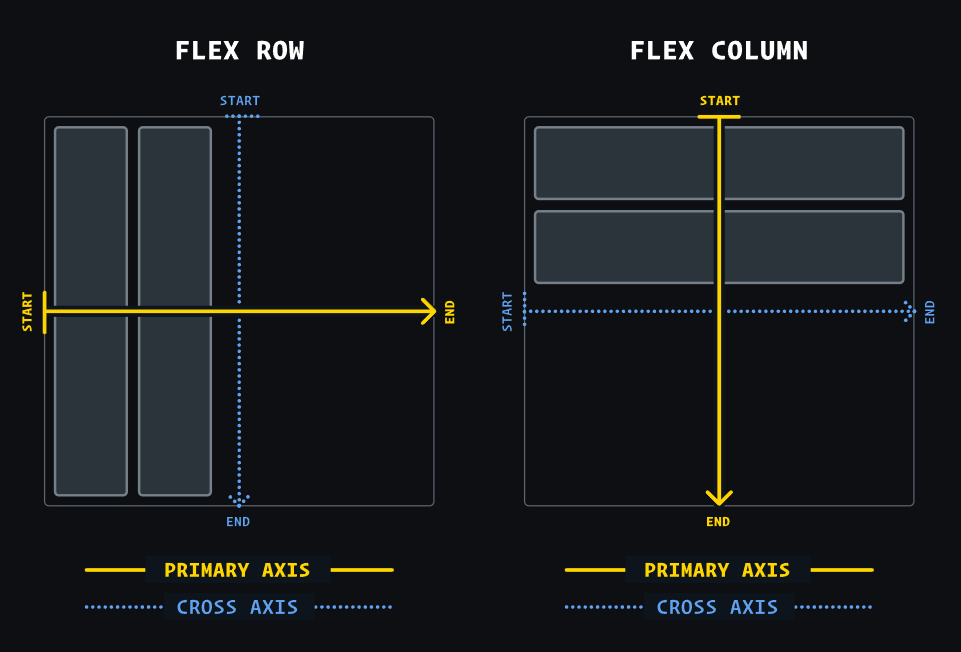 FLEX ROW
START
START
END
END
PRIMARY AXIS
CROSS AXIS
FLEX COLUMN
START
START
END
END
PRIMARY AXIS
CROSS AXIS